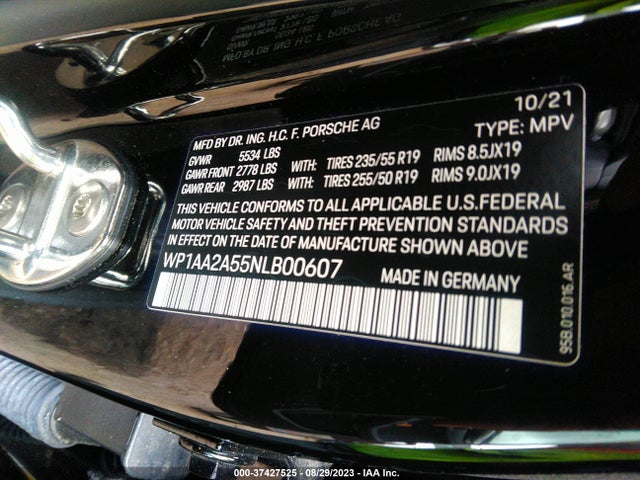 10/21
MFD BY DR. ING. H.C. F. PORSCHE AG
TYPE: MPV
GVWR 5534 LBS
GAWR FRONT 2778 LBS WITH: TIRES 235/55 R19 RIMS 8.5JX19
GAWR REAR 2987 LBS WITH: TIRES 255/50 R19 RIMS 9.0JX19
THIS VEHICLE CONFORMS TO ALL APPLICABLE U.S.FEDERAL
MOTOR VEHICLE SAFETY AND THEFT PREVENTION STANDARDS
IN EFFECT ON THE DATE OF MANUFACTURE SHOWN ABOVE
WP1AA2A55NLB00607
MADE IN GERMANY
95B.010.016.AR
000-37427525 - 08/29/2023 - IAA Inc.